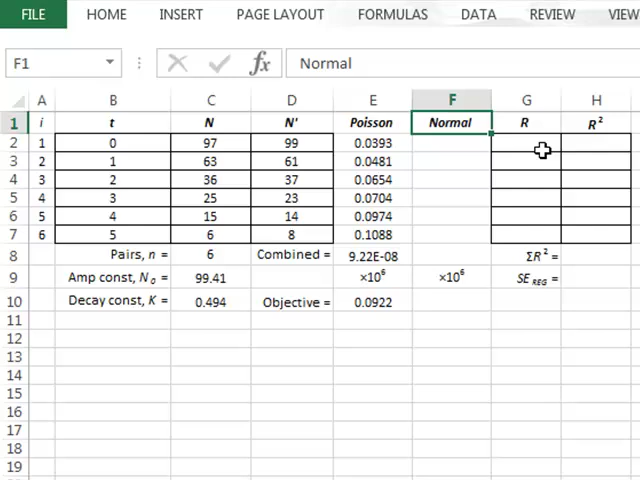 FILE HOME INSERT PAGE LAYOUT FORMULAS DATA REVIEW VIEW
F1 fx Normal
A B C D E F G H
1 i t N N' Poisson Normal R R²
2 1 0 97 99 0.0393
3 2 1 63 61 0.0481
4 3 2 36 37 0.0654
5 4 3 25 23 0.0704
6 5 4 15 14 0.0974
7 6 5 6 8 0.1088
8 Pairs, n = 6 Combined = 9.22E-08 ΣR² =
9 Amp const, N₀ = 99.41 ×10⁶ ×10⁶ SE REG =
10 Decay const, K = 0.494 Objective = 0.0922
11
12
13
14
15
16
17
18
19